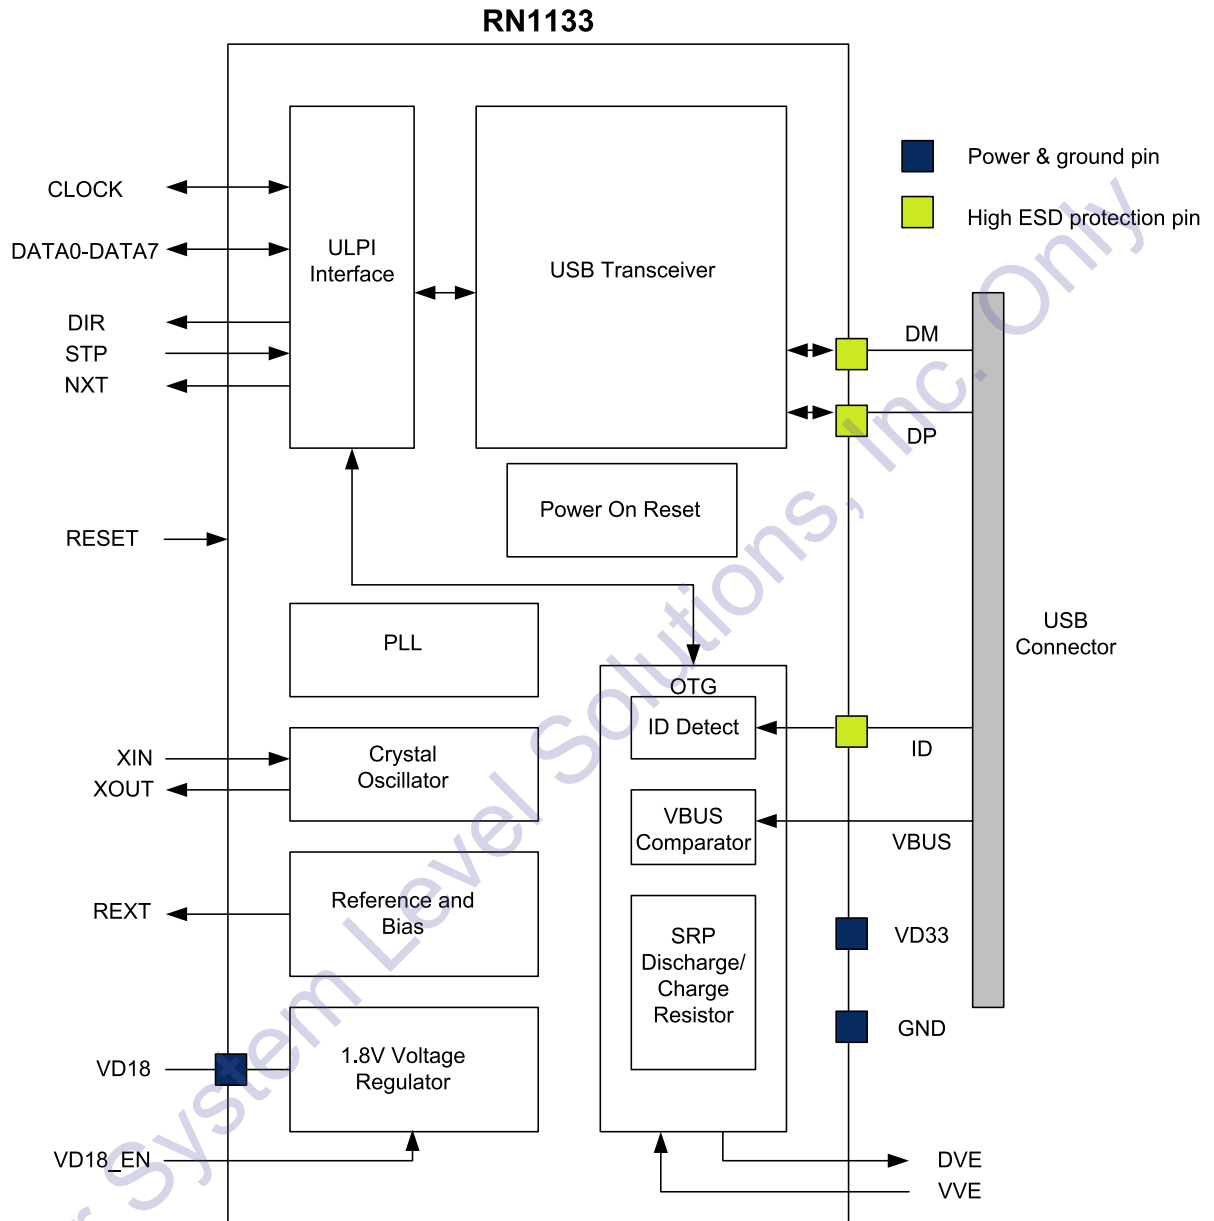 RN1133
Power & ground pin
High ESD protection pin
CLOCK
DATA0-DATA7
DIR
STP
NXT
ULPI
Interface
USB Transceiver
DM
DP
Power On Reset
RESET
PLL
USB
Connector
OTG
ID Detect
ID
XIN
XOUT
Crystal
Oscillator
VBUS
Comparator
VBUS
REXT
Reference and
Bias
SRP
Discharge/
Charge
Resistor
VD33
GND
VD18
1.8V Voltage
Regulator
VD18_EN
DVE
VVE
r System Level Solutions, Inc. Only